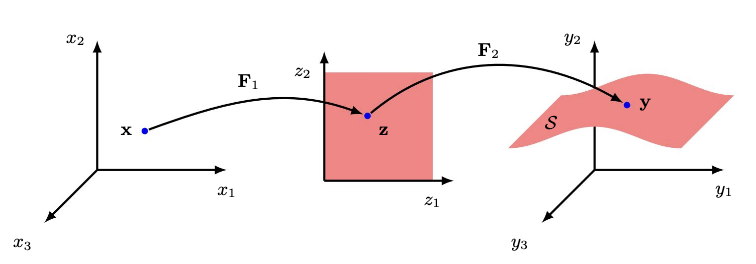 x₂
x
x₃
x₁
F₁
z₂
z
z₁
F₂
y₂
y
𝒮
y₁
y₃